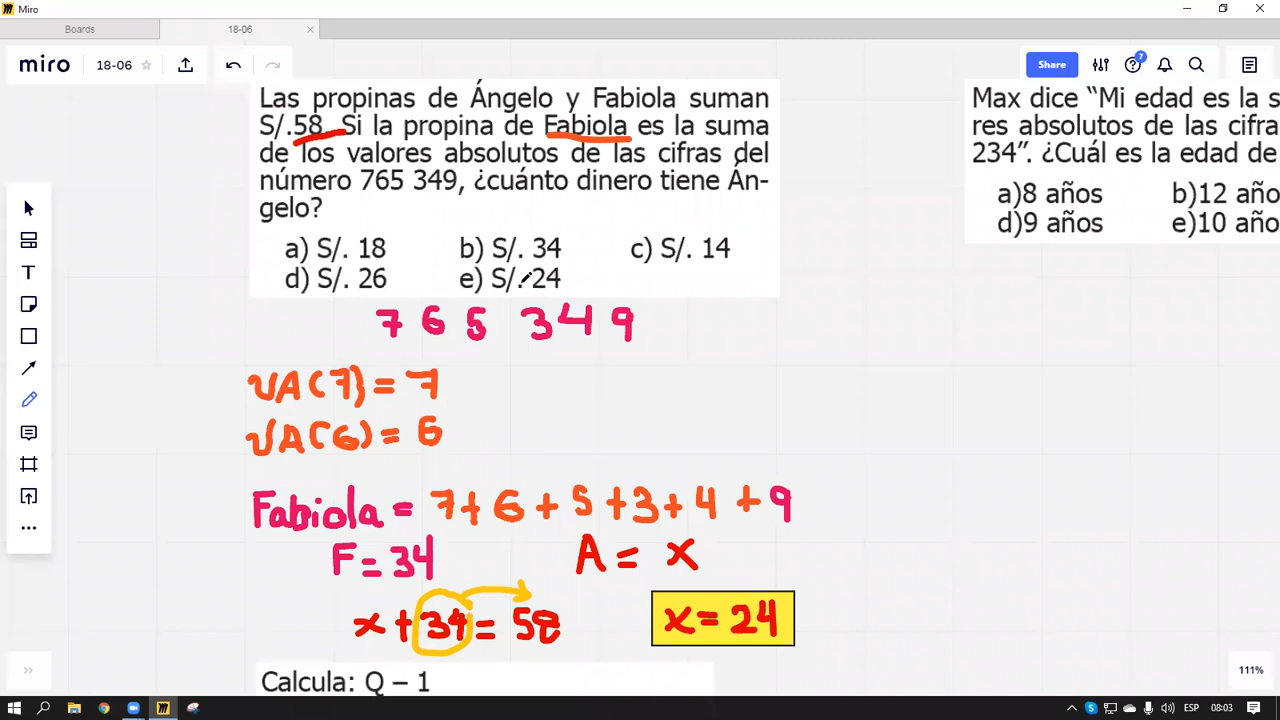 Miro
Boards
18-06
miro
18-06
Share
7
Las propinas de Ángelo y Fabiola suman
S/.58. Si la propina de Fabiola es la suma
de los valores absolutos de las cifras del
número 765 349, ¿cuánto dinero tiene Án-
gelo?
a) S/. 18 b) S/. 34 c) S/. 14
d) S/. 26 e) S/. 24
Max dice “Mi edad es la s
res absolutos de las cifra
234”. ¿Cuál es la edad de
a)8 años b)12 año
d)9 años e)10 año
7 6 5 3 4 9
VA(7) = 7
VA(6) = 6
Fabiola = 7+ 6 + 5 + 3 + 4 + 9
F = 34 A = x
x + 34 = 58 x = 24
Calcula: Q – 1
111%
ESP 08:03